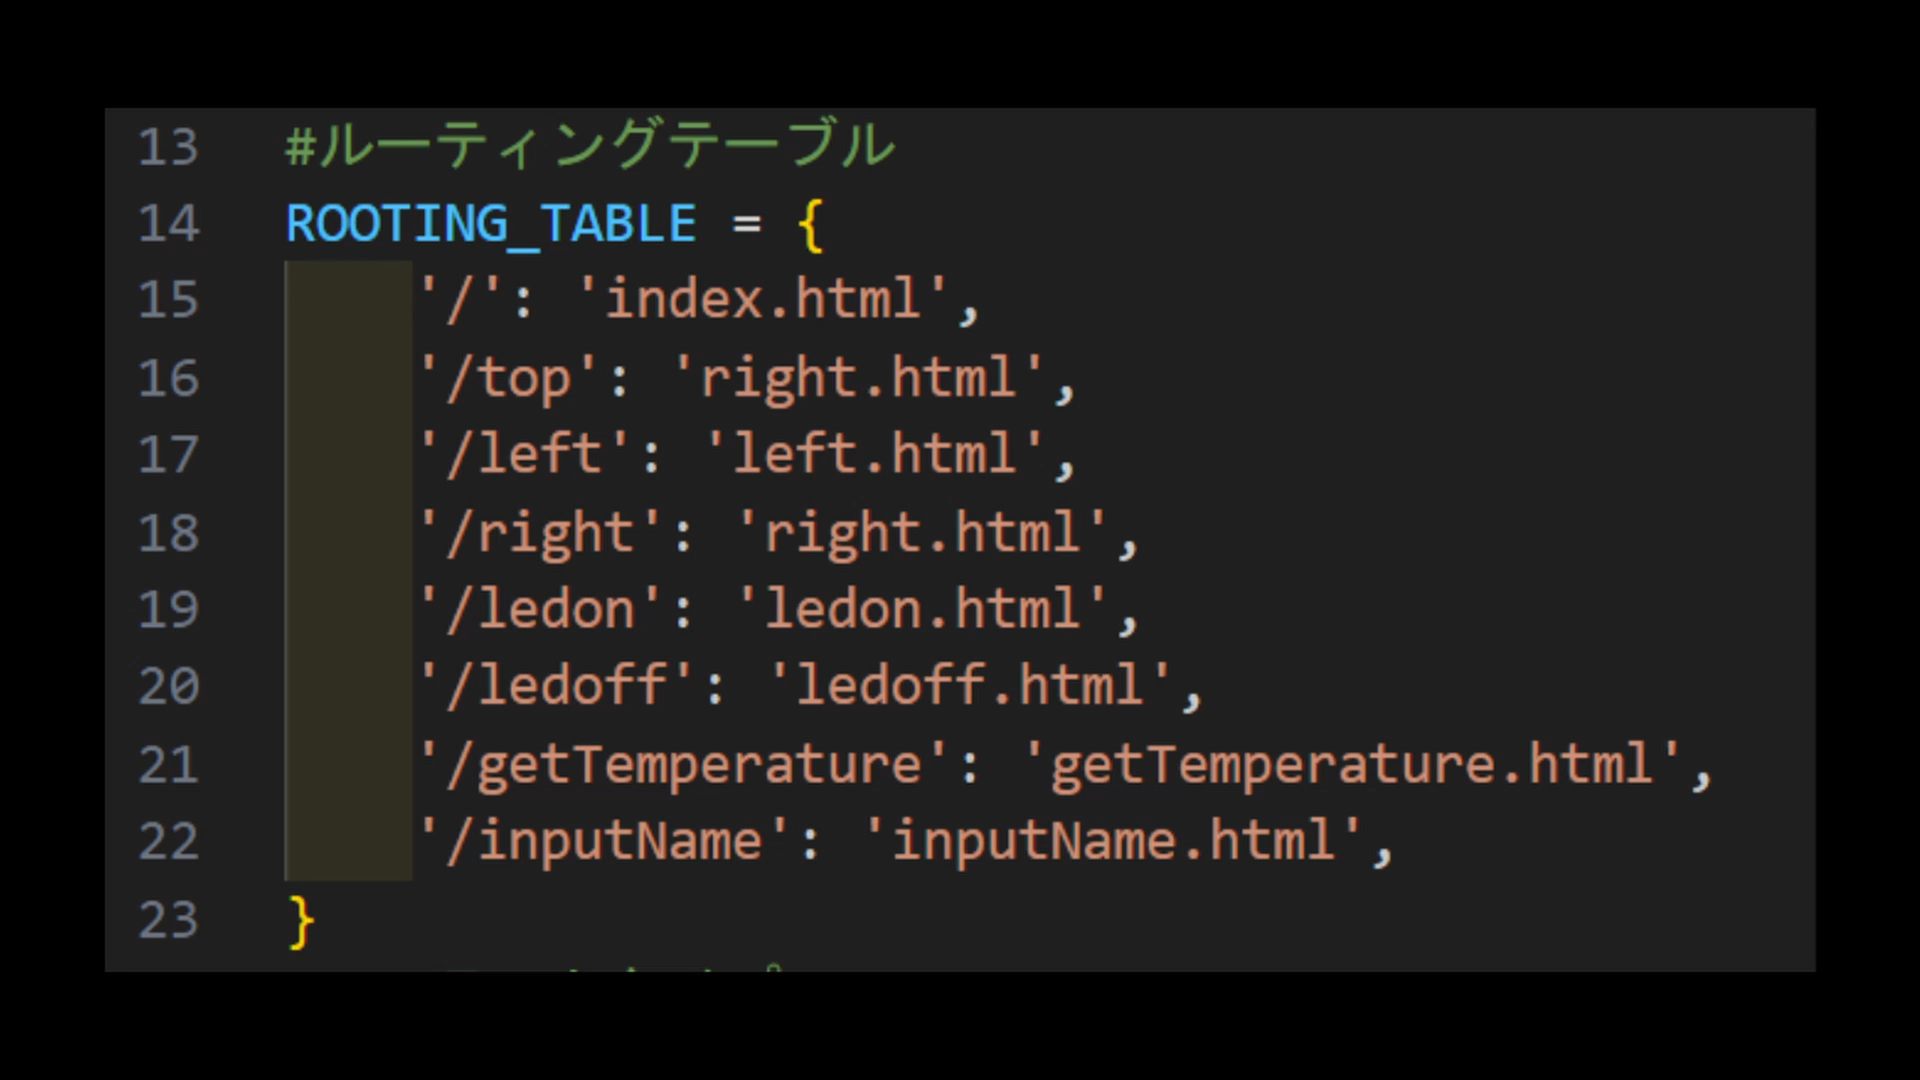 13 #ルーティングテーブル
14 ROOTING_TABLE = {
15 '/': 'index.html',
16 '/top': 'right.html',
17 '/left': 'left.html',
18 '/right': 'right.html',
19 '/ledon': 'ledon.html',
20 '/ledoff': 'ledoff.html',
21 '/getTemperature': 'getTemperature.html',
22 '/inputName': 'inputName.html',
23 }